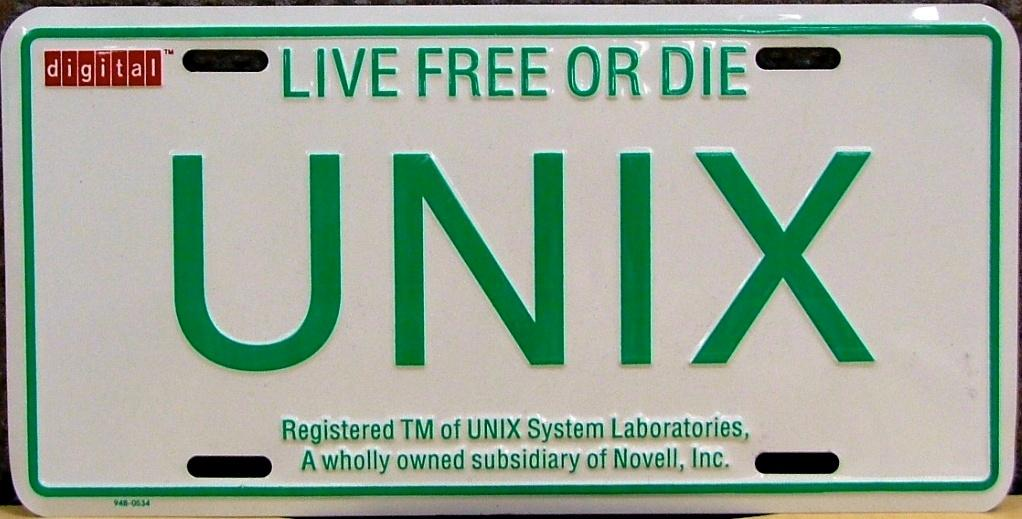 digital™
LIVE FREE OR DIE
UNIX
Registered TM of UNIX System Laboratories,
A wholly owned subsidiary of Novell, Inc.
94B-0534